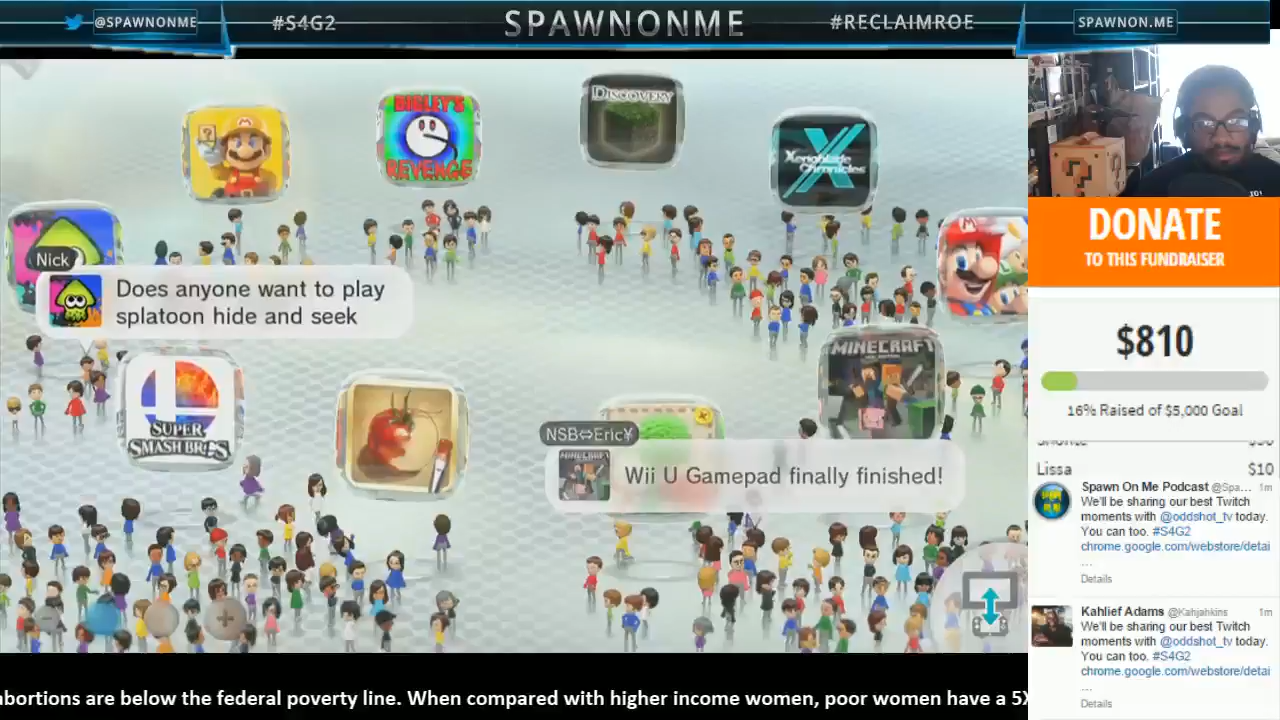 @SPAWNONME
#S4G2
SPAWNONME
#RECLAIMROE
SPAWNON.ME
BIGLEY'S
REVENGE
DISCOVERY
Xenoblade
Chronicles
X
Nick
Does anyone want to play
splatoon hide and seek
SUPER
SMASH BROS
MINECRAFT
NSB⇔Eric¥
Wii U Gamepad finally finished!
DONATE
TO THIS FUNDRAISER
$810
16% Raised of $5,000 Goal
Lissa $10
Spawn On Me Podcast @Spa... 1m
We'll be sharing our best Twitch
moments with @oddshot_tv today.
You can too. #S4G2
chrome.google.com/webstore/detai
...
Details
Kahlief Adams @Kahjahkins 1m
We'll be sharing our best Twitch
moments with @oddshot_tv today.
You can too. #S4G2
chrome.google.com/webstore/detai
...
Details
abortions are below the federal poverty line. When compared with higher income women, poor women have a 5X